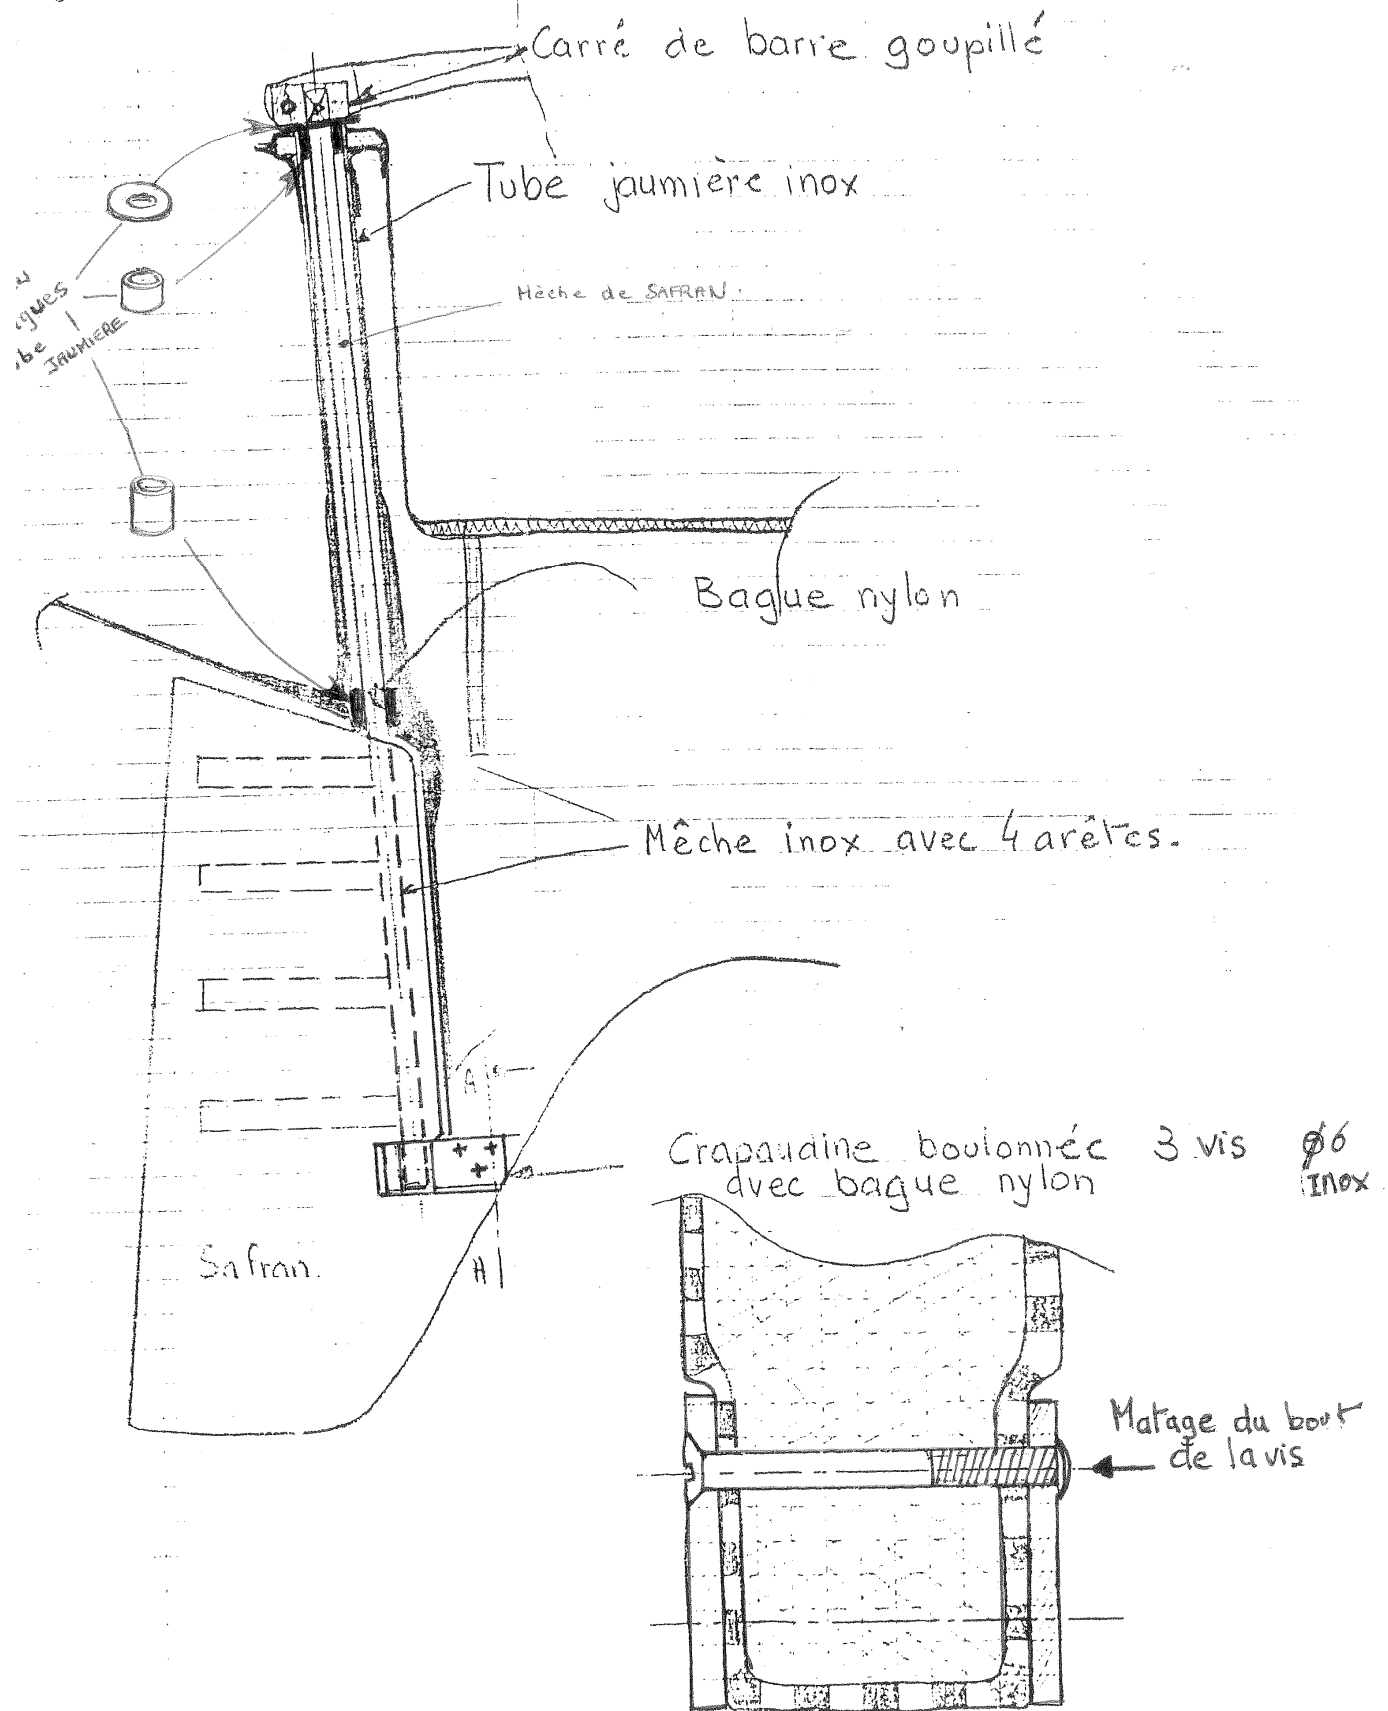 Carré de barre goupillé
Tube jaumière inox
Mèche de SAFRAN
JAUMIERE
Bague nylon
Mêche inox avec 4 arêtes.
A
Crapaudine boulonnée 3 vis ø6
avec bague nylon Inox
Safran.
A
Matage du bout
de la vis